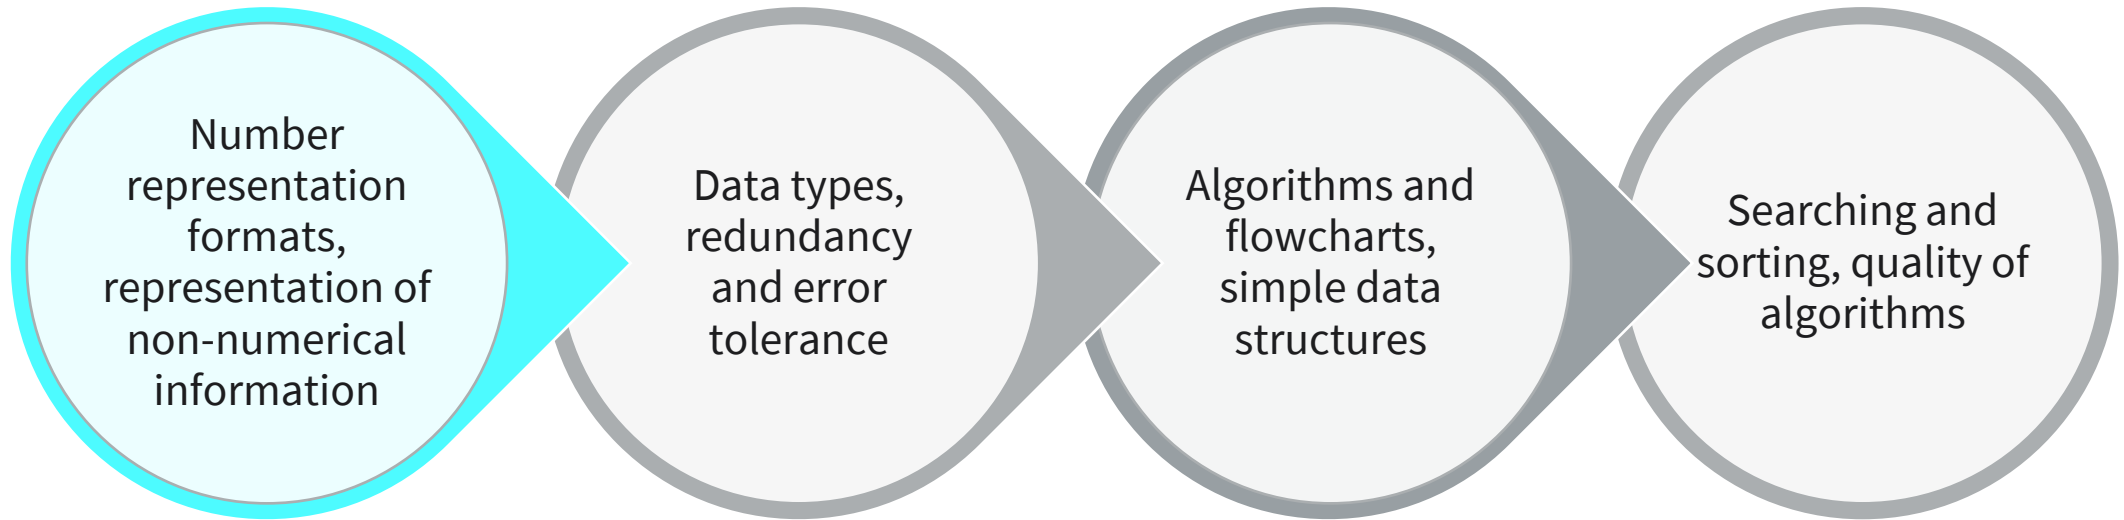 Number
representation
formats,
representation of
non-numerical
information
Data types,
redundancy
and error
tolerance
Algorithms and
flowcharts,
simple data
structures
Searching and
sorting, quality of
algorithms